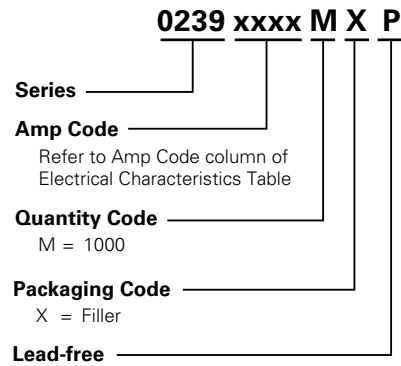 0239 xxxx M X P
Series
Amp Code
Refer to Amp Code column of
Electrical Characteristics Table
Quantity Code
M = 1000
Packaging Code
X = Filler
Lead-free